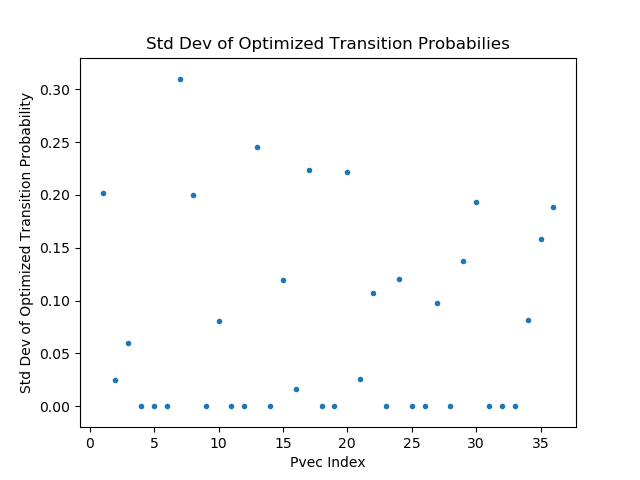 Std Dev of Optimized Transition Probabilies
0.30
0.25
0.20
0.15
0.10
0.05
0.00
Std Dev of Optimized Transition Probability
0 5 10 15 20 25 30 35
Pvec Index